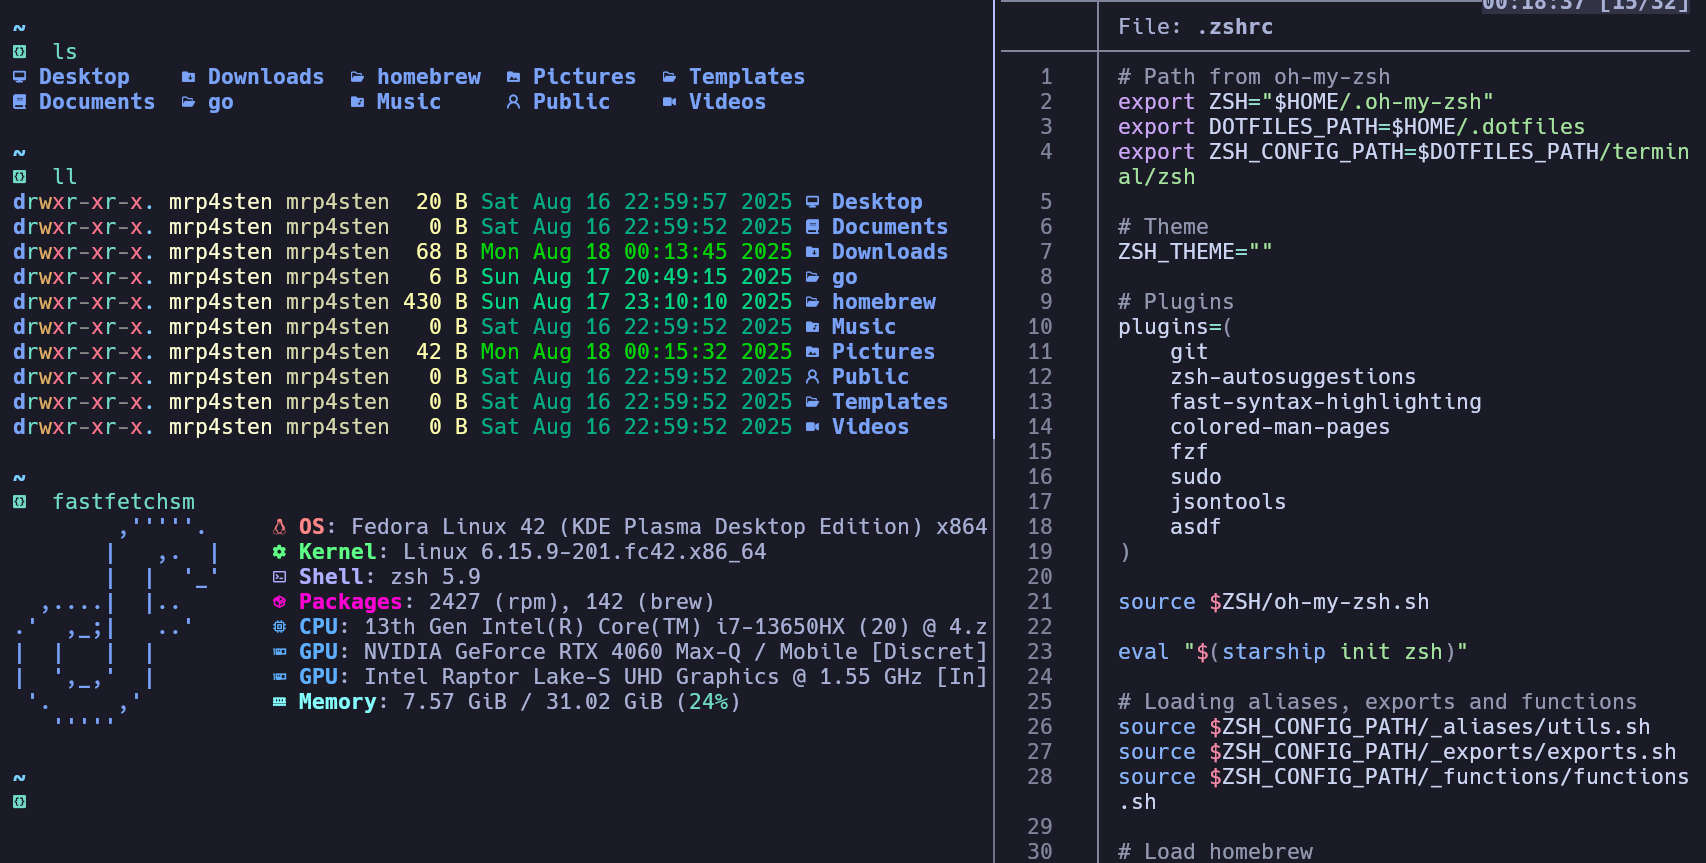 ~
ls
Desktop Downloads homebrew Pictures Templates
Documents go Music Public Videos
~
ll
drwxr-xr-x. mrp4sten mrp4sten 20 B Sat Aug 16 22:59:57 2025 Desktop
drwxr-xr-x. mrp4sten mrp4sten 0 B Sat Aug 16 22:59:52 2025 Documents
drwxr-xr-x. mrp4sten mrp4sten 68 B Mon Aug 18 00:13:45 2025 Downloads
drwxr-xr-x. mrp4sten mrp4sten 6 B Sun Aug 17 20:49:15 2025 go
drwxr-xr-x. mrp4sten mrp4sten 430 B Sun Aug 17 23:10:10 2025 homebrew
drwxr-xr-x. mrp4sten mrp4sten 0 B Sat Aug 16 22:59:52 2025 Music
drwxr-xr-x. mrp4sten mrp4sten 42 B Mon Aug 18 00:15:32 2025 Pictures
drwxr-xr-x. mrp4sten mrp4sten 0 B Sat Aug 16 22:59:52 2025 Public
drwxr-xr-x. mrp4sten mrp4sten 0 B Sat Aug 16 22:59:52 2025 Templates
drwxr-xr-x. mrp4sten mrp4sten 0 B Sat Aug 16 22:59:52 2025 Videos
~
fastfetchsm
OS: Fedora Linux 42 (KDE Plasma Desktop Edition) x864
Kernel: Linux 6.15.9-201.fc42.x86_64
Shell: zsh 5.9
Packages: 2427 (rpm), 142 (brew)
CPU: 13th Gen Intel(R) Core(TM) i7-13650HX (20) @ 4.z
GPU: NVIDIA GeForce RTX 4060 Max-Q / Mobile [Discret]
GPU: Intel Raptor Lake-S UHD Graphics @ 1.55 GHz [In]
Memory: 7.57 GiB / 31.02 GiB (24%)
~
00:18:37 [15/32]
File: .zshrc
1 # Path from oh-my-zsh
2 export ZSH="$HOME/.oh-my-zsh"
3 export DOTFILES_PATH=$HOME/.dotfiles
4 export ZSH_CONFIG_PATH=$DOTFILES_PATH/termin
al/zsh
5
6 # Theme
7 ZSH_THEME=""
8
9 # Plugins
10 plugins=(
11 git
12 zsh-autosuggestions
13 fast-syntax-highlighting
14 colored-man-pages
15 fzf
16 sudo
17 jsontools
18 asdf
19 )
20
21 source $ZSH/oh-my-zsh.sh
22
23 eval "$(starship init zsh)"
24
25 # Loading aliases, exports and functions
26 source $ZSH_CONFIG_PATH/_aliases/utils.sh
27 source $ZSH_CONFIG_PATH/_exports/exports.sh
28 source $ZSH_CONFIG_PATH/_functions/functions
.sh
29
30 # Load homebrew